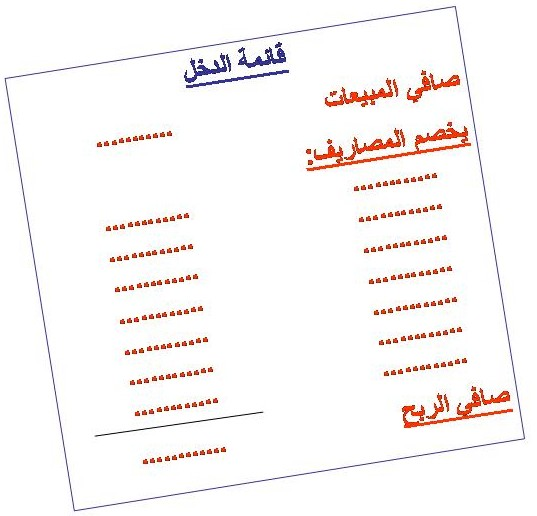 قائمة الدخل
صافي المبيعات
يخصم المصاريف:
صافي الربح